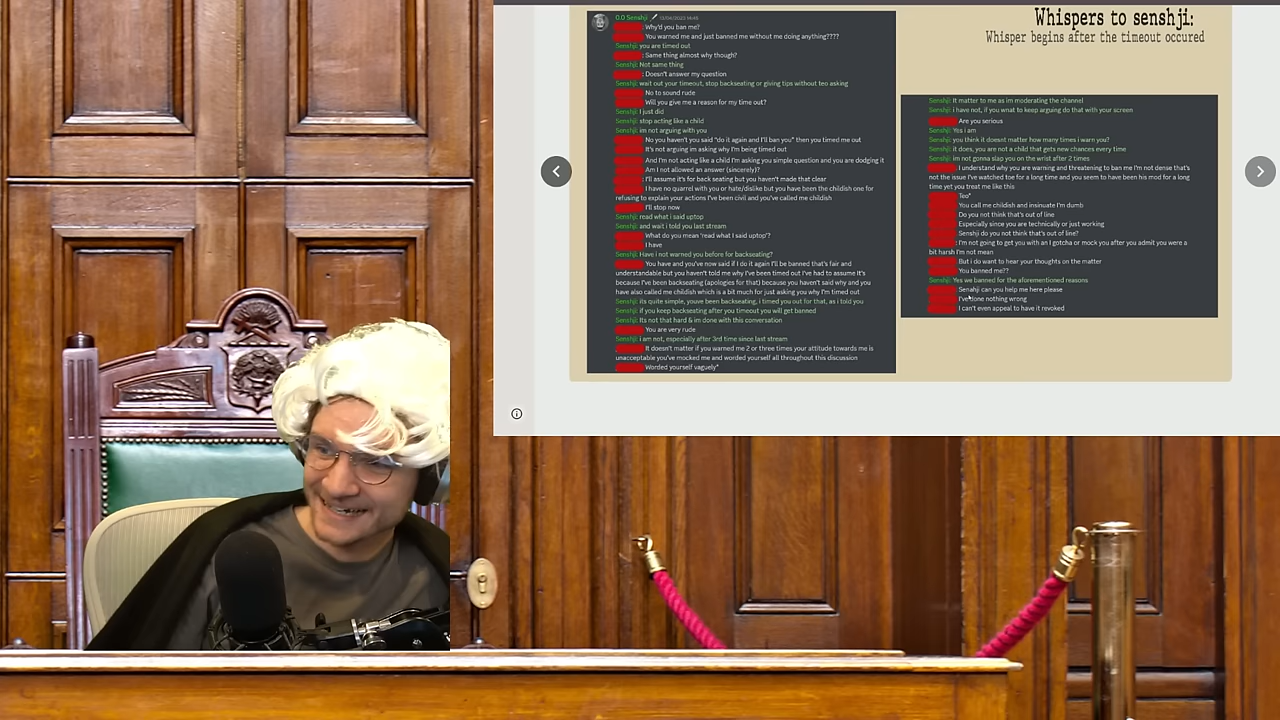 Whispers to senshji:
Whisper begins after the timeout occured
0.0 Senshji 13/04/2023 14:46
: Why'd you ban me?
You warned me and just banned me without me doing anything????
Senshji: you are timed out
: Same thing almost why though?
Senshji: Not same thing
: Doesn't answer my question
Senshji: wait out your timeout, stop backseating or giving tips without teo asking
No to sound rude
Will you give me a reason for my time out?
Senshji: I just did
Senshji: stop acting like a child
Senshji: im not arguing with you
No you haven't you said "do it again and I'll ban you" then you timed me out
It's not arguing im asking why I'm being timed out
And I'm not acting like a child I'm asking you simple question and you are dodging it
Am I not allowed an answer (sincerely)?
: I'll assume it's for back seating but you haven't made that clear
I have no quarrel with you or hate/dislike but you have been the childish one for
refusing to explain your actions I've been civil and you've called me childish
I'll stop now
Senshji: read what i said uptop
Senshji: and wait i told you last stream
What do you mean 'read what I said uptop'?
I have
Senshji: Have i not warned you before for backseating?
You have and you've now said if I do it again I'll be banned that's fair and
understandable but you haven't told me why I've been timed out I've had to assume it's
because I've been backseating (apologies for that) because you haven't said why and you
have also called me childish which is a bit much for just asking you why I'm timed out
Senshji: its quite simple, youve been backseating, i timed you out for that, as i told you
Senshji: if you keep backseating after you timeout you will get banned
Senshji: Its not that hard & im done with this conversation
You are very rude
Senshji: i am not, especially after 3rd time since last stream
It doesn't matter if you warned me 2 or three times your attitude towards me is
unacceptable you've mocked me and worded yourself all throughout this discussion
Worded yourself vaguely*
Senshji: It matter to me as im moderating the channel
Senshji: i have not, if you wnat to keep arguing do that with your screen
Are you serious
Senshji: Yes i am
Senshji: you think it doesnt matter how many times i warn you?
Senshji: it does, you are not a child that gets new chances every time
Senshji: im not gonna slap you on the wrist after 2 times
I understand why you are warning and threatening to ban me I'm not dense that's
not the issue I've watched toe for a long time and you seem to have been his mod for a long
time yet you treat me like this
Teo*
You call me childish and insinuate I'm dumb
Do you not think that's out of line
Especially since you are technically or just working
Senshji do you not think that's out of line?
: I'm not going to get you with an I gotcha or mock you after you admit you were a
bit harsh I'm not mean
But i do want to hear your thoughts on the matter
You banned me??
Senshji: Yes we banned for the aforementioned reasons
Senahji can you help me here please
I've done nothing wrong
I can't even appeal to have it revoked